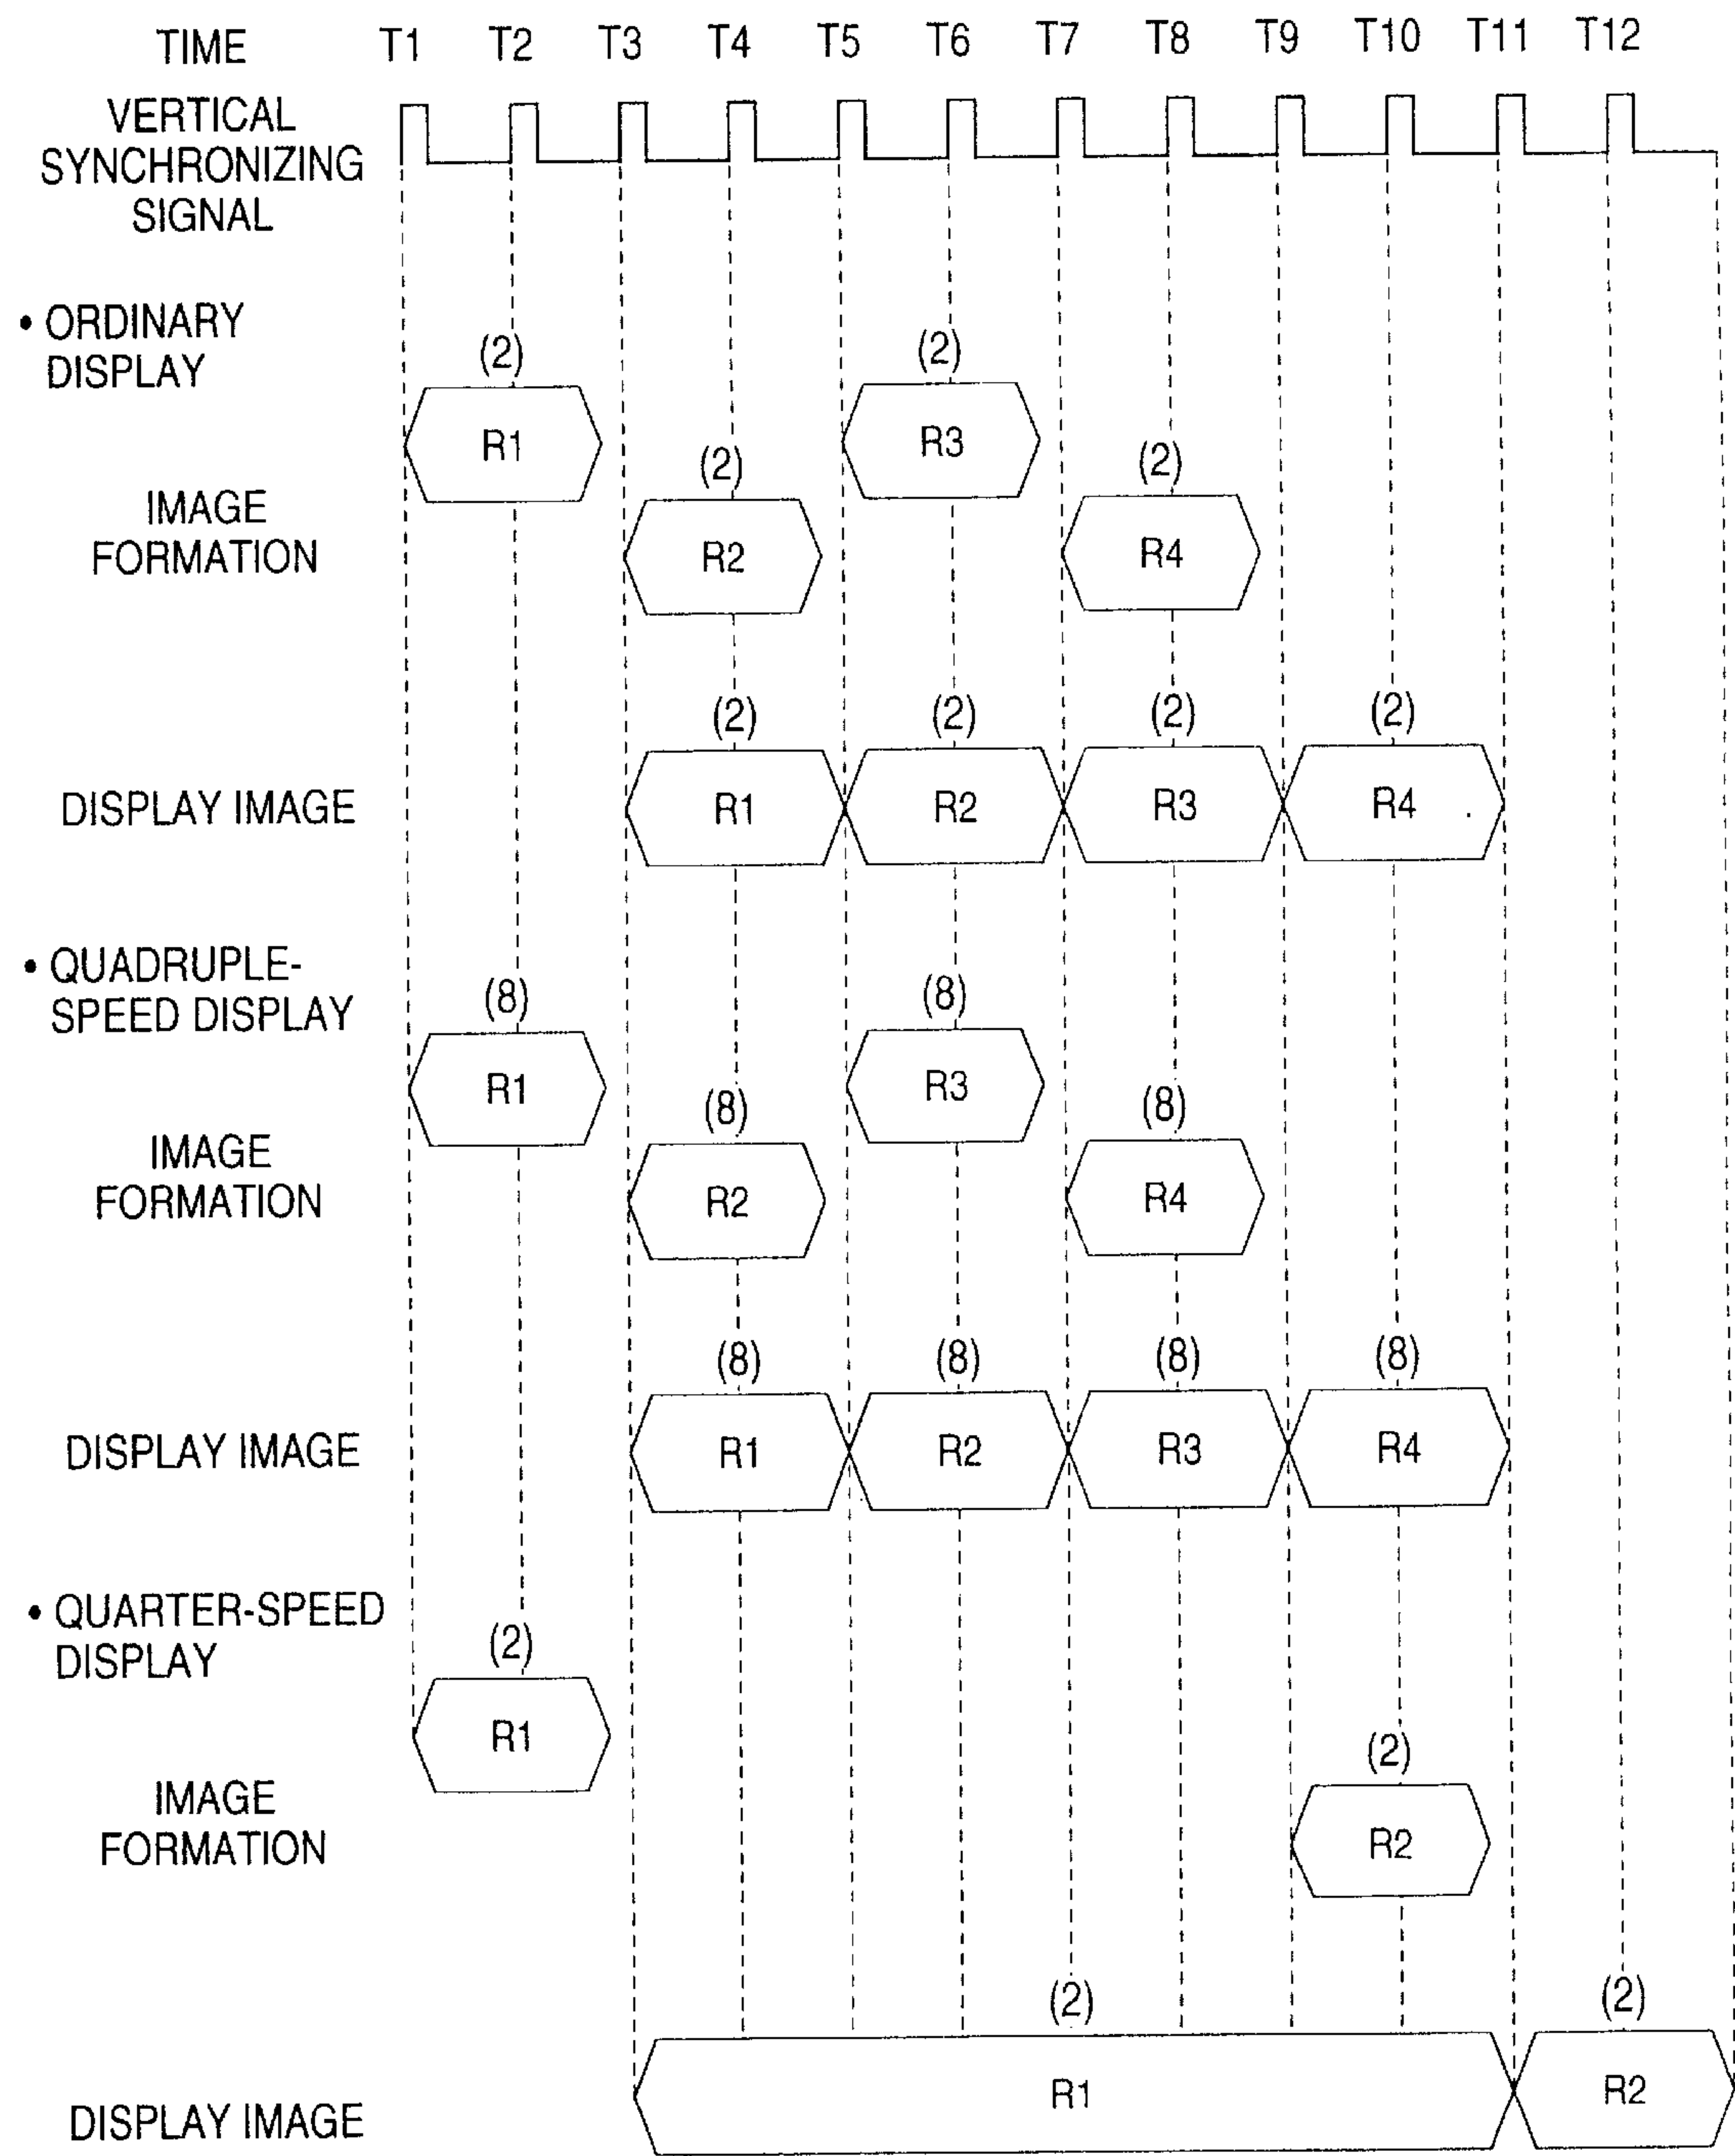 TIME T1 T2 T3 T4 T5 T6 T7 T8 T9 T10 T11 T12
VERTICAL
SYNCHRONIZING
SIGNAL
• ORDINARY
DISPLAY
(2) (2)
R1 R3
(2) (2)
IMAGE
FORMATION
R2 R4
(2) (2) (2) (2)
DISPLAY IMAGE R1 R2 R3 R4
• QUADRUPLE-
SPEED DISPLAY
(8) (8)
R1 R3
(8) (8)
IMAGE
FORMATION
R2 R4
(8) (8) (8) (8)
DISPLAY IMAGE R1 R2 R3 R4
• QUARTER-SPEED
DISPLAY
(2)
R1
(2)
IMAGE
FORMATION
R2
(2) (2)
DISPLAY IMAGE R1 R2